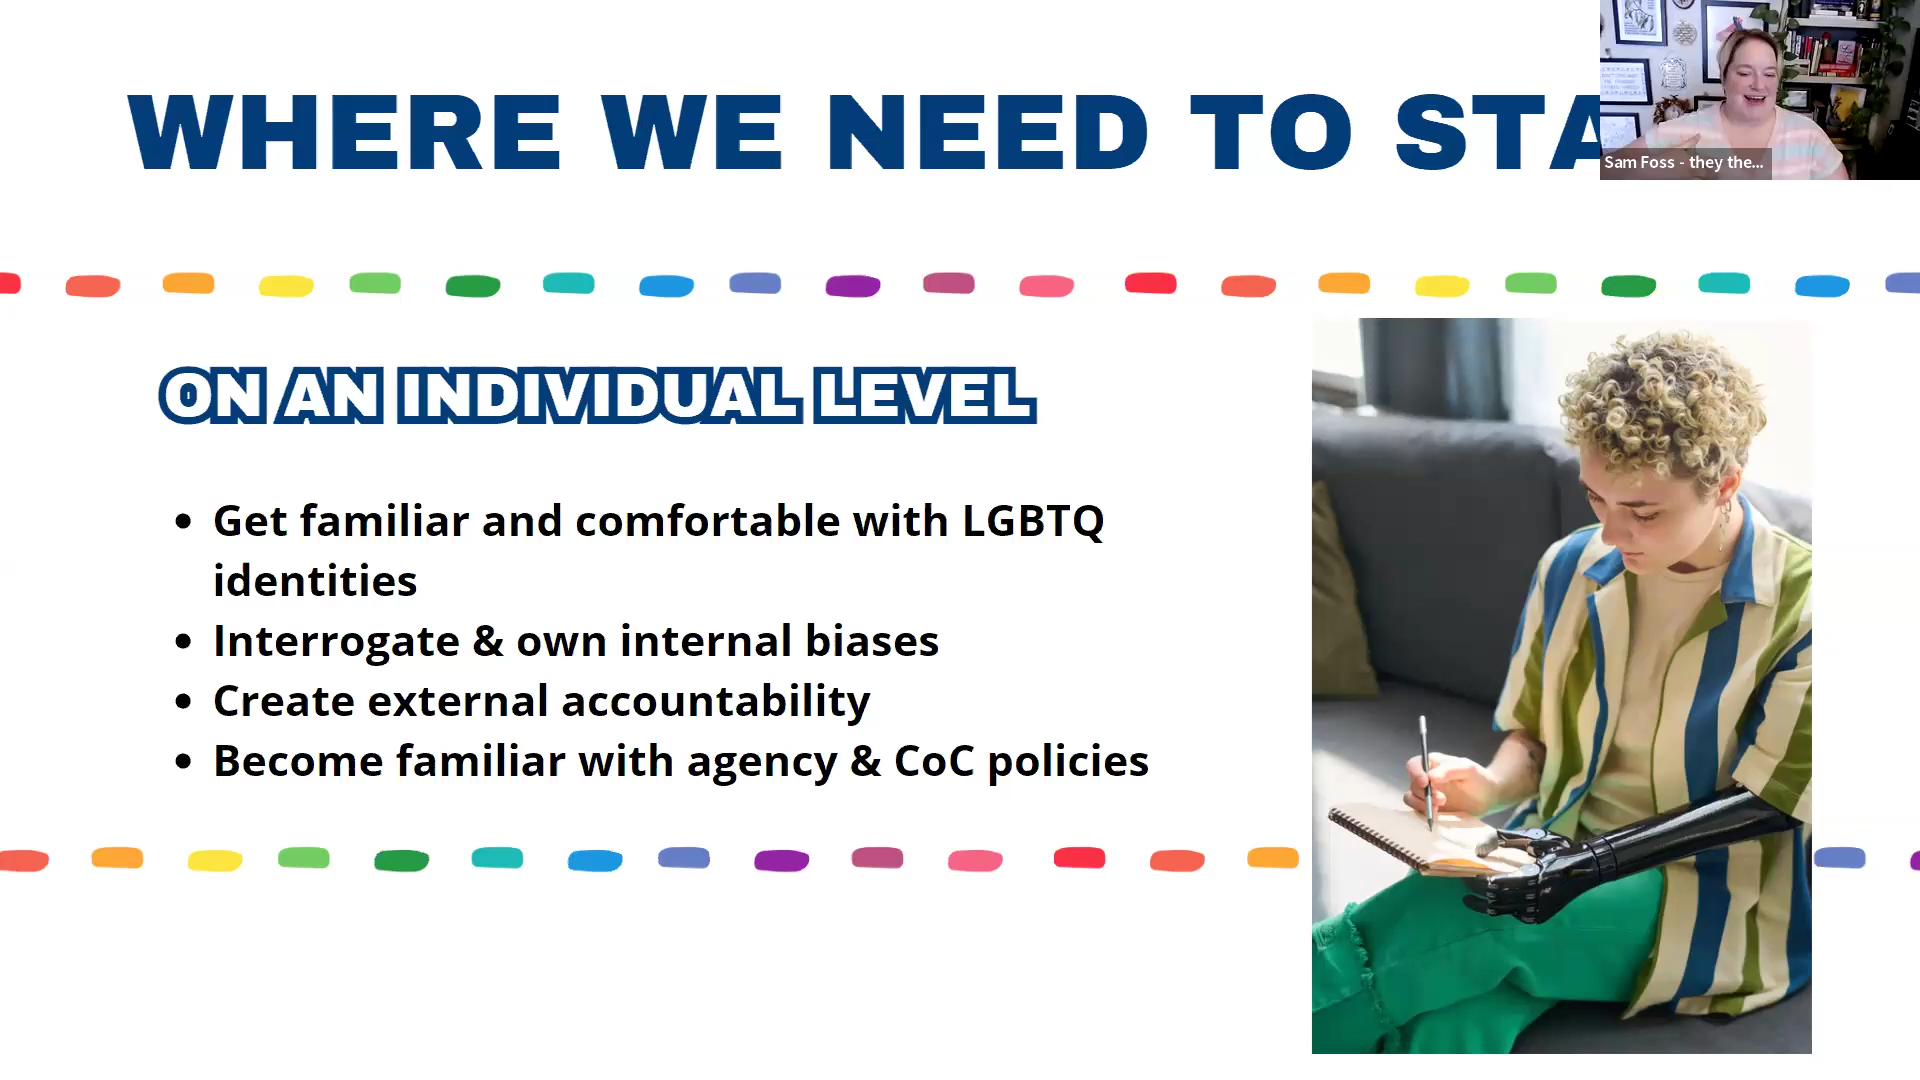 WHERE WE NEED TO STA
Sam Foss - they the...
ON AN INDIVIDUAL LEVEL
• Get familiar and comfortable with LGBTQ
identities
• Interrogate & own internal biases
• Create external accountability
• Become familiar with agency & CoC policies